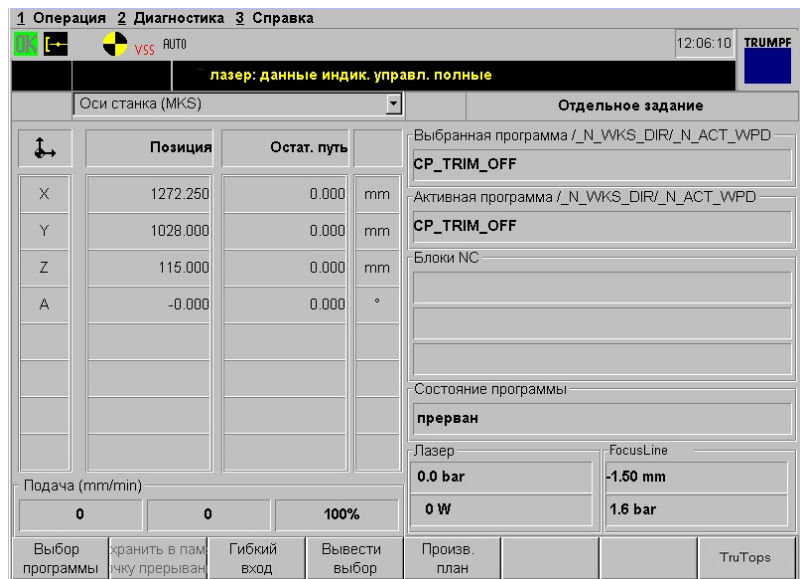 1 Операция 2 Диагностика 3 Справка
OK VSS AUTO 12:06:10 TRUMPF
лазер: данные индик. управл. полные
Оси станка (MKS) Отдельное задание
Позиция Остат. путь
X 1272.250 0.000 mm
Y 1028.000 0.000 mm
Z 115.000 0.000 mm
A -0.000 0.000 °
Подача (mm/min)
0 0 100%
Выбранная программа /_N_WKS_DIR/_N_ACT_WPD
CP_TRIM_OFF
Активная программа /_N_WKS_DIR/_N_ACT_WPD
CP_TRIM_OFF
Блоки NC
Состояние программы
прерван
Лазер FocusLine
0.0 bar -1.50 mm
0 W 1.6 bar
Выбор программы
хранить в пам очку прерыван
Гибкий вход
Вывести выбор
Произв. план
TruTops